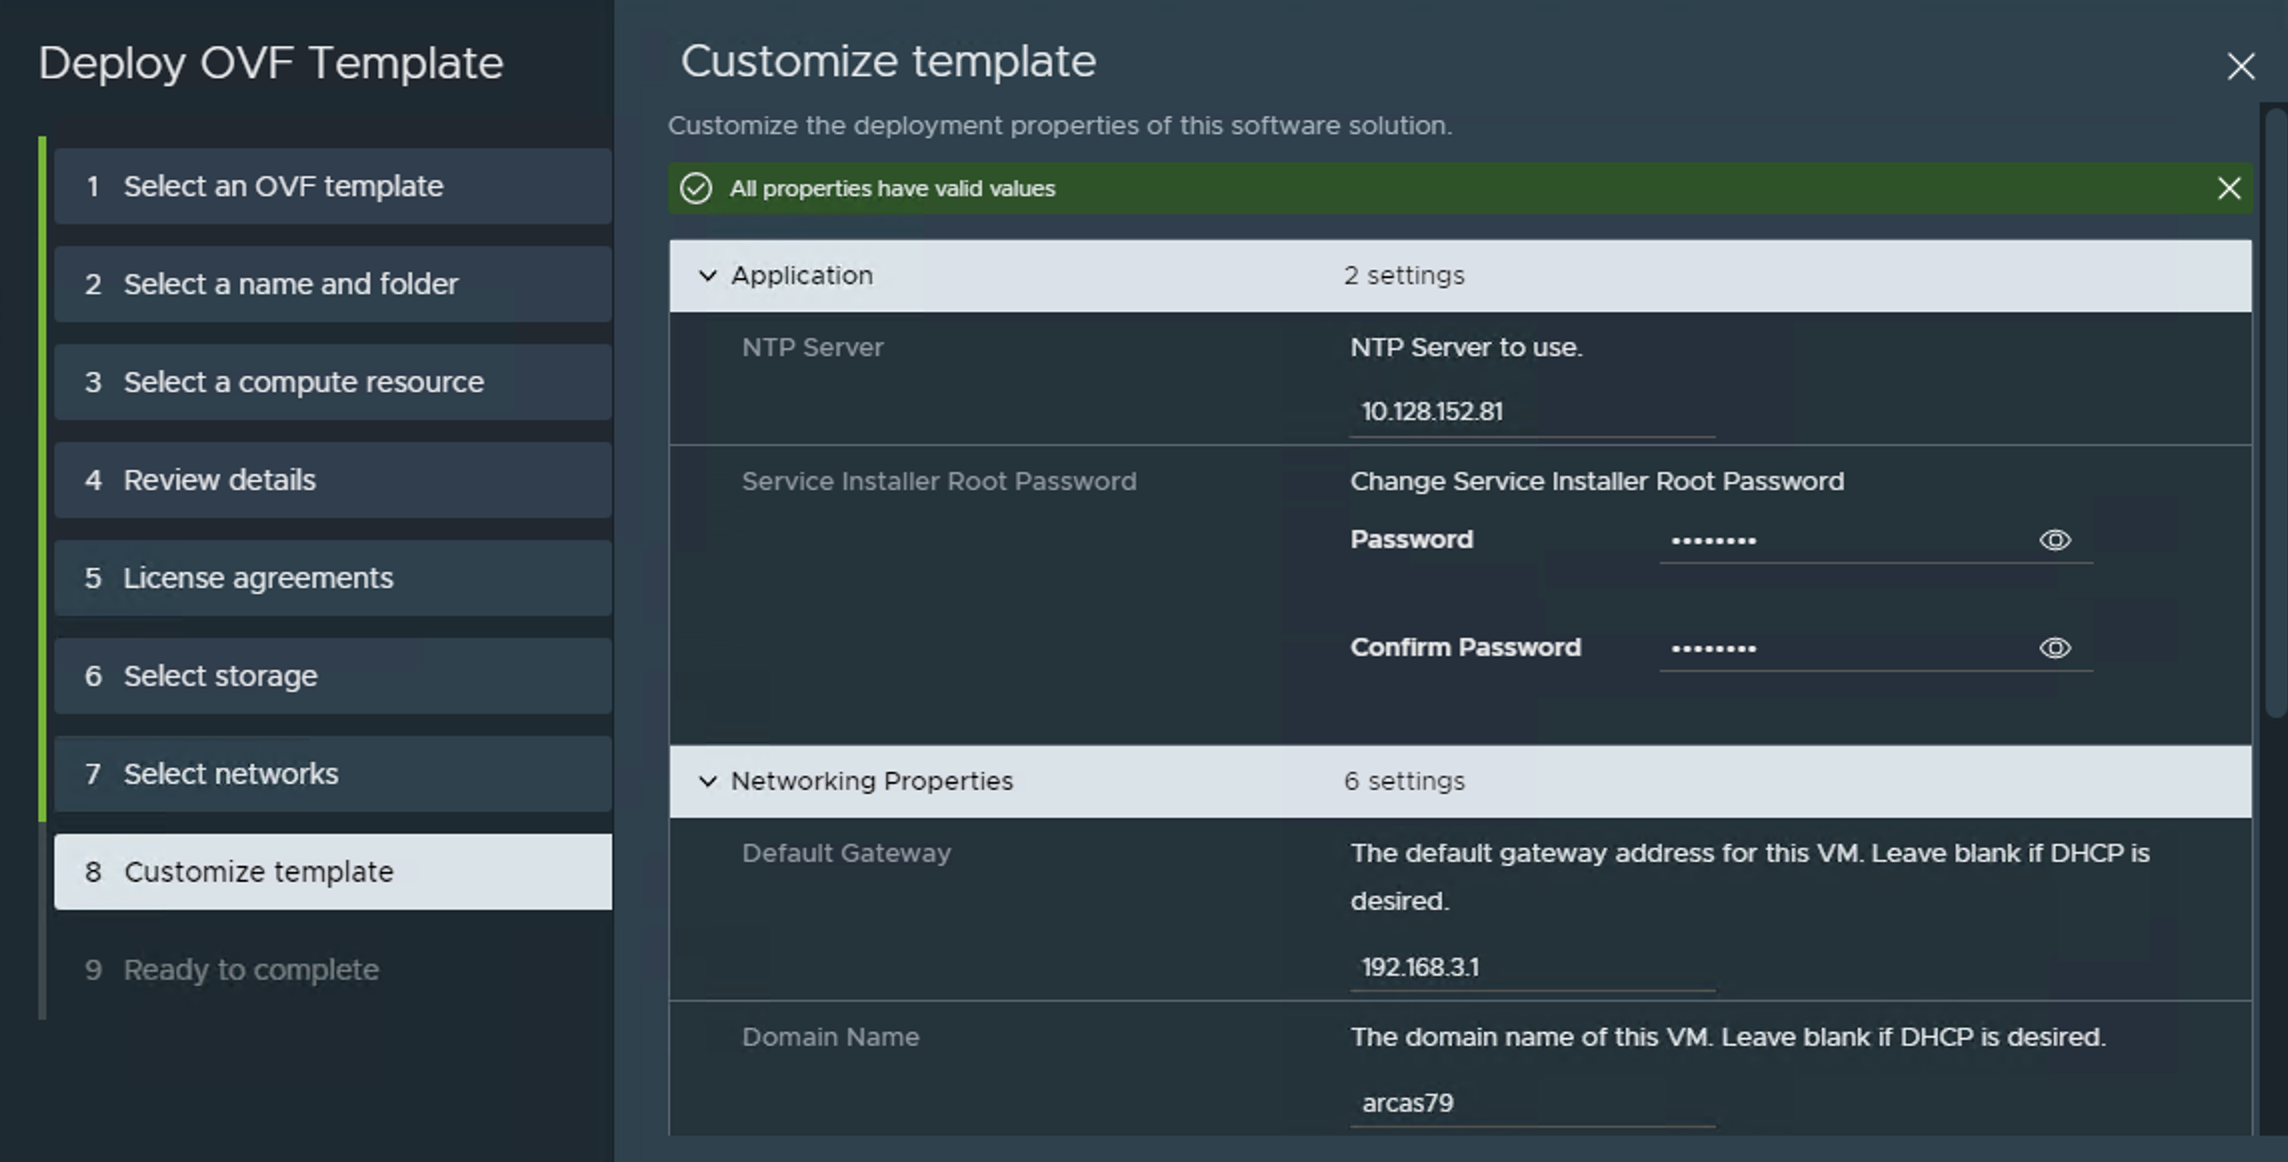 Deploy OVF Template
1 Select an OVF template
2 Select a name and folder
3 Select a compute resource
4 Review details
5 License agreements
6 Select storage
7 Select networks
8 Customize template
9 Ready to complete
Customize template
Customize the deployment properties of this software solution.
All properties have valid values
Application 2 settings
NTP Server NTP Server to use.
10.128.152.81
Service Installer Root Password Change Service Installer Root Password
Password ••••••••
Confirm Password ••••••••
Networking Properties 6 settings
Default Gateway The default gateway address for this VM. Leave blank if DHCP is
desired.
192.168.3.1
Domain Name The domain name of this VM. Leave blank if DHCP is desired.
arcas79